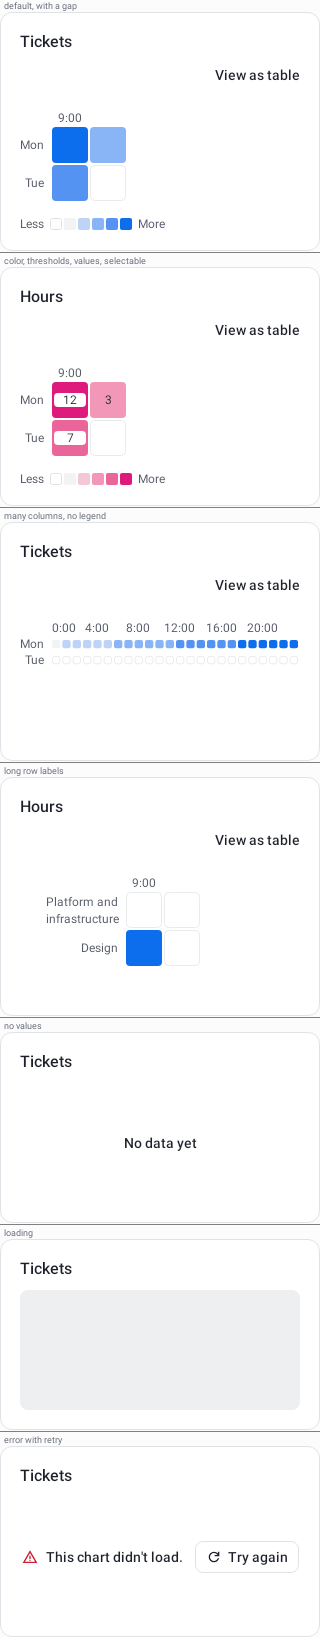 default, with a gap
Tickets
View as table
9:00
Mon
Tue
Less More
color, thresholds, values, selectable
Hours
View as table
9:00
Mon 12 3
Tue 7
Less More
many columns, no legend
Tickets
View as table
0:00 4:00 8:00 12:00 16:00 20:00
Mon
Tue
long row labels
Hours
View as table
9:00
Platform and
infrastructure
Design
no values
Tickets
No data yet
loading
Tickets
error with retry
Tickets
This chart didn't load. Try again